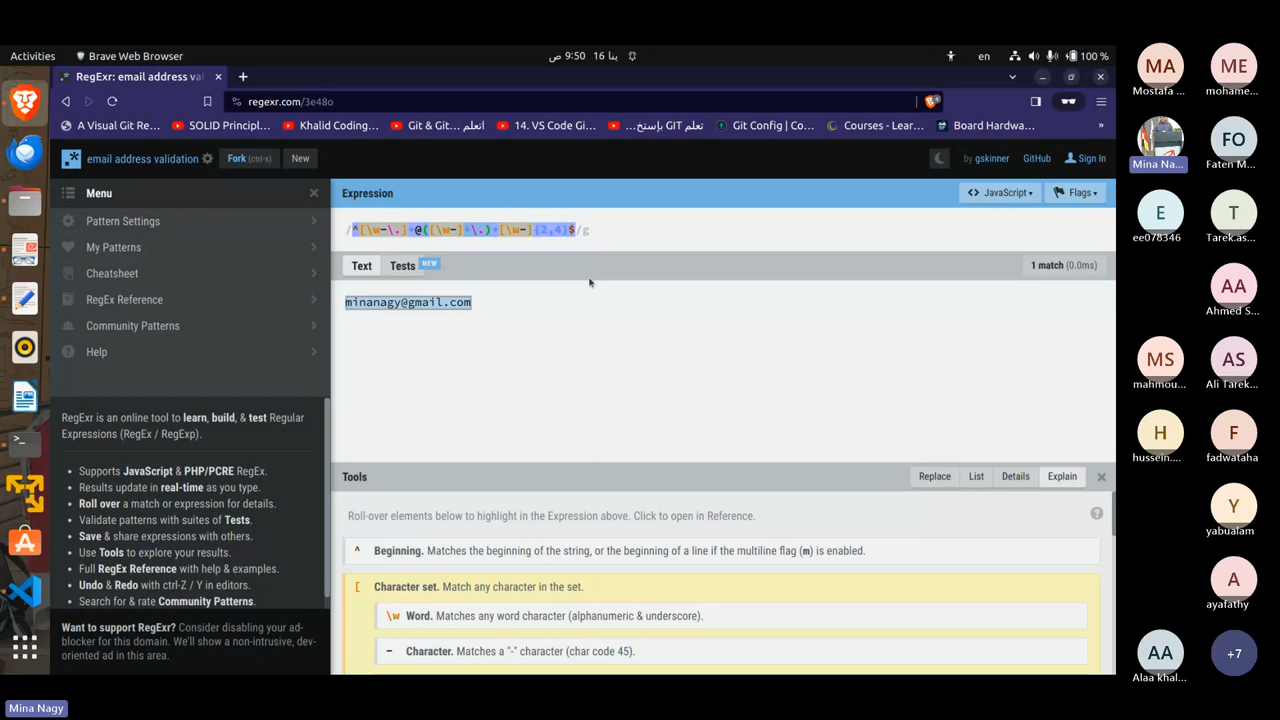 Activities
Brave Web Browser
ينا 16 9:50 ص
en
100 %
RegExr: email address val
regexr.com/3e48o
A Visual Git Re...
SOLID Principl...
Khalid Coding...
Git & Git... اتعلم
14. VS Code Gi...
تعلم GIT بإستخ...
Git Config | Co...
Courses - Lear...
Board Hardwa...
email address validation
Fork (ctrl-s)
New
by gskinner
GitHub
Sign In
Menu
Pattern Settings
My Patterns
Cheatsheet
RegEx Reference
Community Patterns
Help
RegExr is an online tool to learn, build, & test Regular
Expressions (RegEx / RegExp).
Supports JavaScript & PHP/PCRE RegEx.
Results update in real-time as you type.
Roll over a match or expression for details.
Validate patterns with suites of Tests.
Save & share expressions with others.
Use Tools to explore your results.
Full RegEx Reference with help & examples.
Undo & Redo with ctrl-Z / Y in editors.
Search for & rate Community Patterns.
Want to support RegExr? Consider disabling your ad-
blocker for this domain. We'll show a non-intrusive, dev-
oriented ad in this area.
Expression
JavaScript
Flags
/^[\w-\.]+@([\w-]+\.)+[\w-]{2,4}$/g
Text
Tests NEW
1 match (0.0ms)
minanagy@gmail.com
Tools
Replace
List
Details
Explain
Roll-over elements below to highlight in the Expression above. Click to open in Reference.
^ Beginning. Matches the beginning of the string, or the beginning of a line if the multiline flag (m) is enabled.
[ Character set. Match any character in the set.
\w Word. Matches any word character (alphanumeric & underscore).
- Character. Matches a "-" character (char code 45).
MA
Mostafa ...
ME
mohame...
Mina Na...
FO
Faten M...
E
ee078346
T
Tarek.as...
AA
Ahmed S...
MS
mahmou...
AS
Ali Tarek...
H
hussein....
F
fadwataha
Y
yabualam
A
ayafathy
AA
Alaa khal...
+7
Mina Nagy